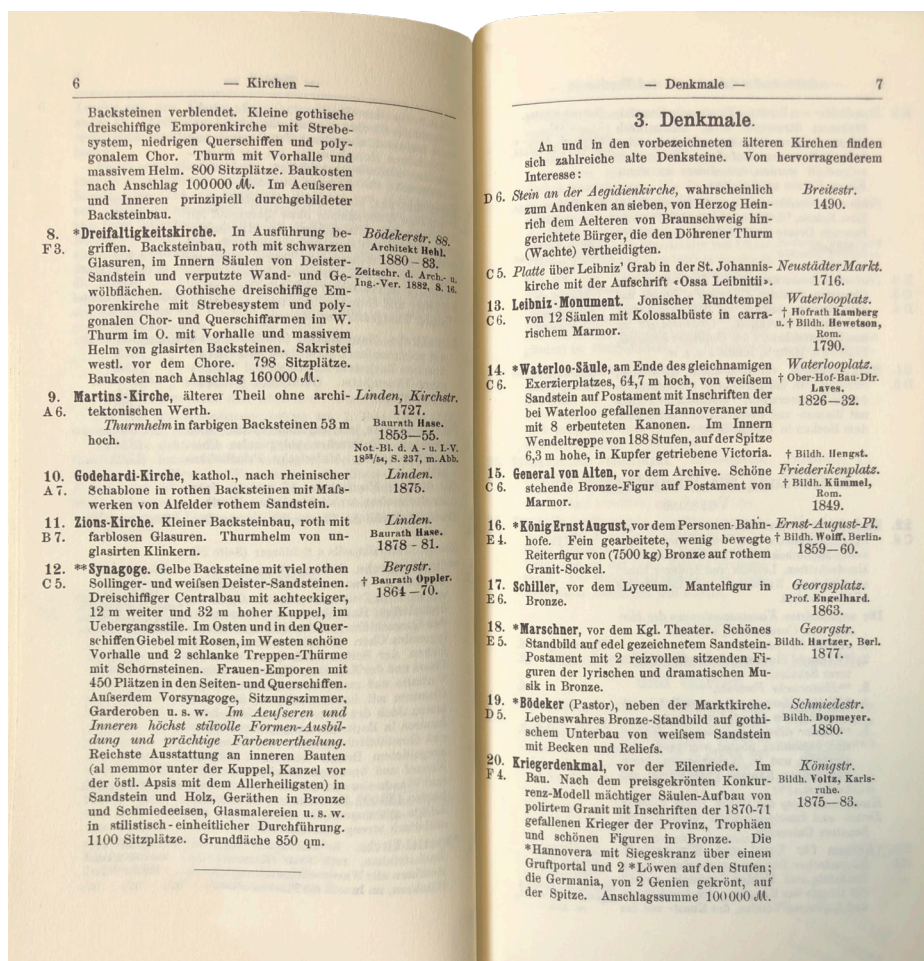 6
— Kirchen —
Backsteinen verblendet. Kleine gothische
dreischiffige Emporenkirche mit Strebe-
system, niedrigen Querschiffen und poly-
gonalem Chor. Thurm mit Vorhalle und
massivem Helm. 800 Sitzplätze. Baukosten
nach Anschlag 100000 ℳ. Im Aeuſseren
und Inneren prinzipiell durchgebildeter
Backsteinbau.
8. *Dreifaltigkeitskirche. In Ausführung be-
F 3. griffen. Backsteinbau, roth mit schwarzen
Glasuren, im Innern Säulen von Deister-
Sandstein und verputzte Wand- und Ge-
wölbflächen. Gothische dreischiffige Em-
porenkirche mit Strebesystem und poly-
gonalen Chor- und Querschiffarmen im W.
Thurm im O. mit Vorhalle und massivem
Helm von glasirten Backsteinen. Sakristei
westl. vor dem Chore. 798 Sitzplätze.
Baukosten nach Anschlag 160000 ℳ.
Bödekerstr. 88.
Architekt Hehl.
1880–83.
Zeitschr. d. Arch.- u.
Ing.-Ver. 1882, S. 16.
9. Martins-Kirche, älterer Theil ohne archi-
A 6. tektonischen Werth.
Thurmhelm in farbigen Backsteinen 53 m
hoch.
Linden, Kirchstr.
1727.
Baurath Hase.
1853—55.
Not.-Bl. d. A - u. I.-V.
18⁵³/₅₄, S. 237, m. Abb.
10. Godehardi-Kirche, kathol., nach rheinischer
A 7. Schablone in rothen Backsteinen mit Maſs-
werken von Alfelder rothem Sandstein.
Linden.
1875.
11. Zions-Kirche. Kleiner Backsteinbau, roth mit
B 7. farblosen Glasuren. Thurmhelm von un-
glasirten Klinkern.
Linden.
Baurath Hase.
1878 - 81.
12. **Synagoge. Gelbe Backsteine mit viel rothen
C 5. Sollinger- und weiſsen Deister-Sandsteinen.
Dreischiffiger Centralbau mit achteckiger,
12 m weiter und 32 m hoher Kuppel, im
Uebergangsstile. Im Osten und in den Quer-
schiffen Giebel mit Rosen, im Westen schöne
Vorhalle und 2 schlanke Treppen-Thürme
mit Schornsteinen. Frauen-Emporen mit
450 Plätzen in den Seiten- und Querschiffen.
Auſserdem Vorsynagoge, Sitzungszimmer,
Garderoben u. s. w. Im Aeuſseren und
Inneren höchst stilvolle Formen-Ausbil-
dung und prächtige Farbenvertheilung.
Reichste Ausstattung an inneren Bauten
(al memmor unter der Kuppel, Kanzel vor
der östl. Apsis mit dem Allerheiligsten) in
Sandstein und Holz, Geräthen in Bronze
und Schmiedeeisen, Glasmalereien u. s. w.
in stilistisch-einheitlicher Durchführung.
1100 Sitzplätze. Grundfläche 850 qm.
Bergstr.
† Baurath Oppler.
1864—70.
— Denkmale —
7
3. Denkmale.
An und in den vorbezeichneten älteren Kirchen finden
sich zahlreiche alte Denksteine. Von hervorragenderem
Interesse:
D 6. Stein an der Aegidienkirche, wahrscheinlich
zum Andenken an sieben, von Herzog Hein-
rich dem Aelteren von Braunschweig hin-
gerichtete Bürger, die den Döhrener Thurm
(Wachte) vertheidigten.
Breitestr.
1490.
C 5. Platte über Leibniz' Grab in der St. Johannis-
kirche mit der Aufschrift «Ossa Leibnitii».
Neustädter Markt.
1716.
13. Leibniz-Monument. Jonischer Rundtempel
C 6. von 12 Säulen mit Kolossalbüste in carra-
rischem Marmor.
Waterlooplatz.
† Hofrath Ramberg
u. † Bildh. Hewetson,
Rom.
1790.
14. *Waterloo-Säule, am Ende des gleichnamigen
C 6. Exerzierplatzes, 64,7 m hoch, von weiſsem
Sandstein auf Postament mit Inschriften der
bei Waterloo gefallenen Hannoveraner und
mit 8 erbeuteten Kanonen. Im Innern
Wendeltreppe von 188 Stufen, auf der Spitze
6,3 m hohe, in Kupfer getriebene Victoria.
Waterlooplatz.
† Ober-Hof-Bau-Dir.
Laves.
1826—32.
† Bildh. Hengst.
15. General von Alten, vor dem Archive. Schöne
C 6. stehende Bronze-Figur auf Postament von
Marmor.
Friederikenplatz.
† Bildh. Kümmel,
Rom.
1849.
16. *König Ernst August, vor dem Personen-Bahn-
E 4. hofe. Fein gearbeitete, wenig bewegte
Reiterfigur von (7500 kg) Bronze auf rothem
Granit-Sockel.
Ernst-August-Pl.
† Bildh. Wolff, Berlin.
1859—60.
17. Schiller, vor dem Lyceum. Mantelfigur in
E 6. Bronze.
Georgsplatz.
Prof. Engelhard.
1863.
18. *Marschner, vor dem Kgl. Theater. Schönes
E 5. Standbild auf edel gezeichnetem Sandstein-
Postament mit 2 reizvollen sitzenden Fi-
guren der lyrischen und dramatischen Mu-
sik in Bronze.
Georgstr.
Bildh. Hartzer, Berl.
1877.
19. *Bödeker (Pastor), neben der Marktkirche.
D 5. Lebenswahres Bronze-Standbild auf gothi-
schem Unterbau von weiſsem Sandstein
mit Becken und Reliefs.
Schmiedestr.
Bildh. Dopmeyer.
1880.
20. Kriegerdenkmal, vor der Eilenriede. Im
F 4. Bau. Nach dem preisgekrönten Konkur-
renz-Modell mächtiger Säulen-Aufbau von
polirtem Granit mit Inschriften der 1870-71
gefallenen Krieger der Provinz, Trophäen
und schönen Figuren in Bronze. Die
*Hannovera mit Siegeskranz über einem
Gruftportal und 2 *Löwen auf den Stufen;
die Germania, von 2 Genien gekrönt, auf
der Spitze. Anschlagssumme 100000 ℳ.
Königstr.
Bildh. Voltz, Karls-
ruhe.
1875—83.